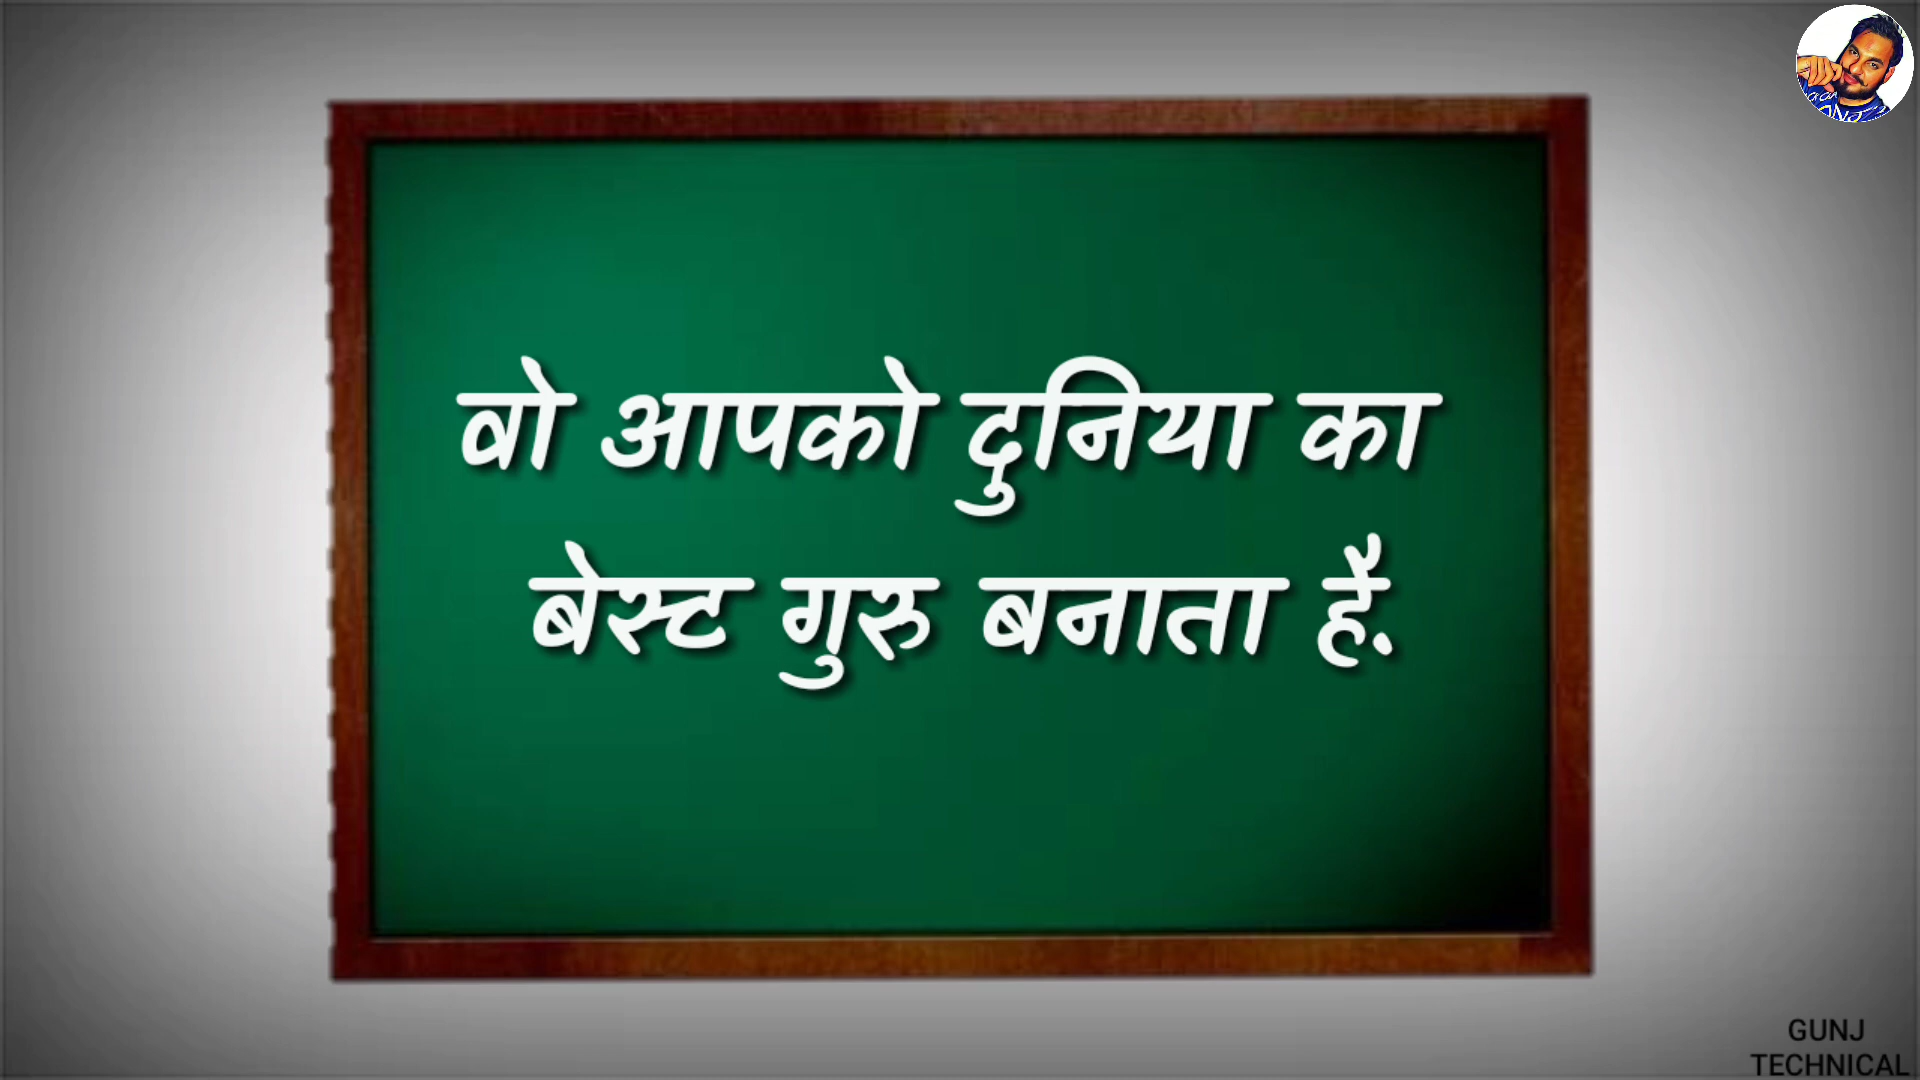 वो आपको दुनिया का
बेस्ट गुरु बनाता है.
GUNJ
TECHNICAL